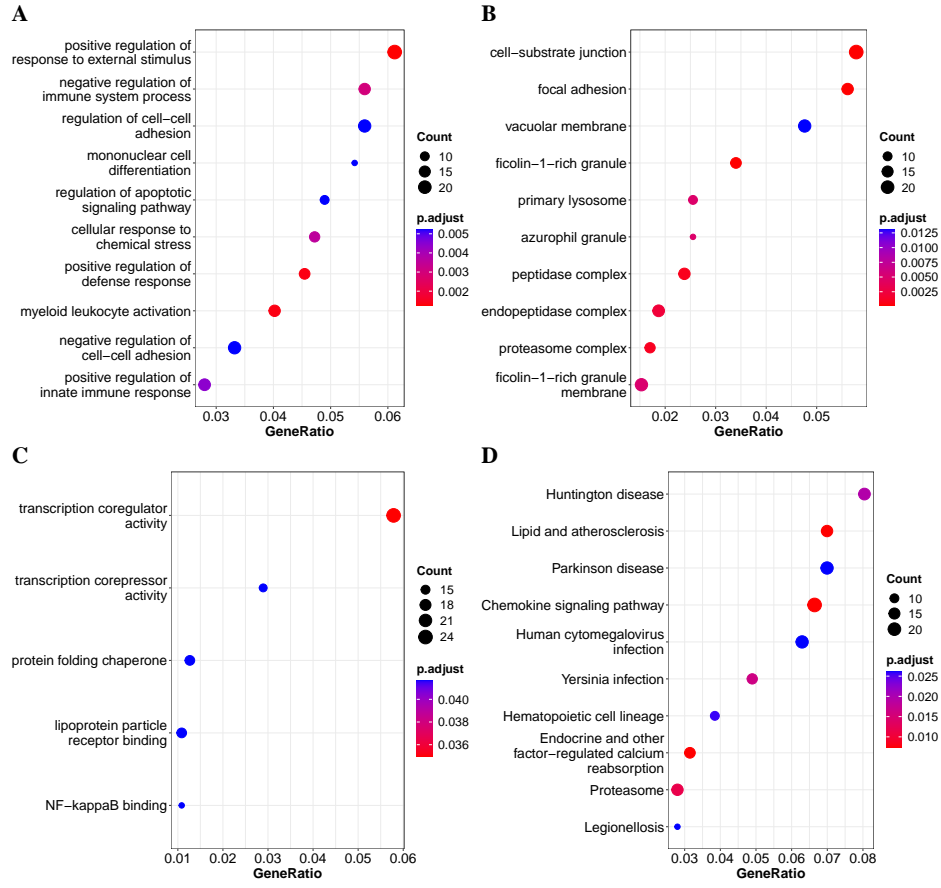 A
positive regulation of
response to external stimulus
negative regulation of
immune system process
regulation of cell−cell
adhesion
mononuclear cell
differentiation
regulation of apoptotic
signaling pathway
cellular response to
chemical stress
positive regulation of
defense response
myeloid leukocyte activation
negative regulation of
cell−cell adhesion
positive regulation of
innate immune response
0.03 0.04 0.05 0.06
GeneRatio
Count
10
15
20
p.adjust
0.005
0.004
0.003
0.002
B
cell−substrate junction
focal adhesion
vacuolar membrane
ficolin−1−rich granule
primary lysosome
azurophil granule
peptidase complex
endopeptidase complex
proteasome complex
ficolin−1−rich granule
membrane
0.02 0.03 0.04 0.05
GeneRatio
Count
10
15
20
p.adjust
0.0125
0.0100
0.0075
0.0050
0.0025
C
transcription coregulator
activity
transcription corepressor
activity
protein folding chaperone
lipoprotein particle
receptor binding
NF−kappaB binding
0.01 0.02 0.03 0.04 0.05 0.06
GeneRatio
Count
15
18
21
24
p.adjust
0.040
0.038
0.036
D
Huntington disease
Lipid and atherosclerosis
Parkinson disease
Chemokine signaling pathway
Human cytomegalovirus
infection
Yersinia infection
Hematopoietic cell lineage
Endocrine and other
factor−regulated calcium
reabsorption
Proteasome
Legionellosis
0.03 0.04 0.05 0.06 0.07 0.08
GeneRatio
Count
10
15
20
p.adjust
0.025
0.020
0.015
0.010